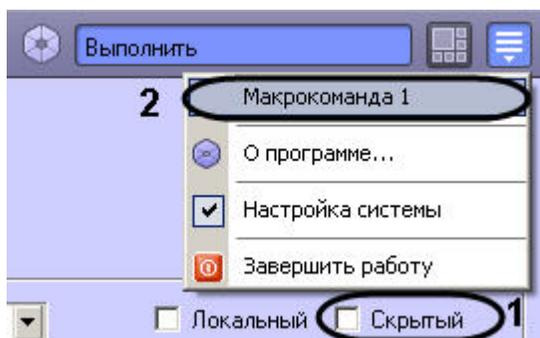 Выполнить
2
Макрокоманда 1
О программе...
Настройка системы
Завершить работу
Локальный
Скрытый
1